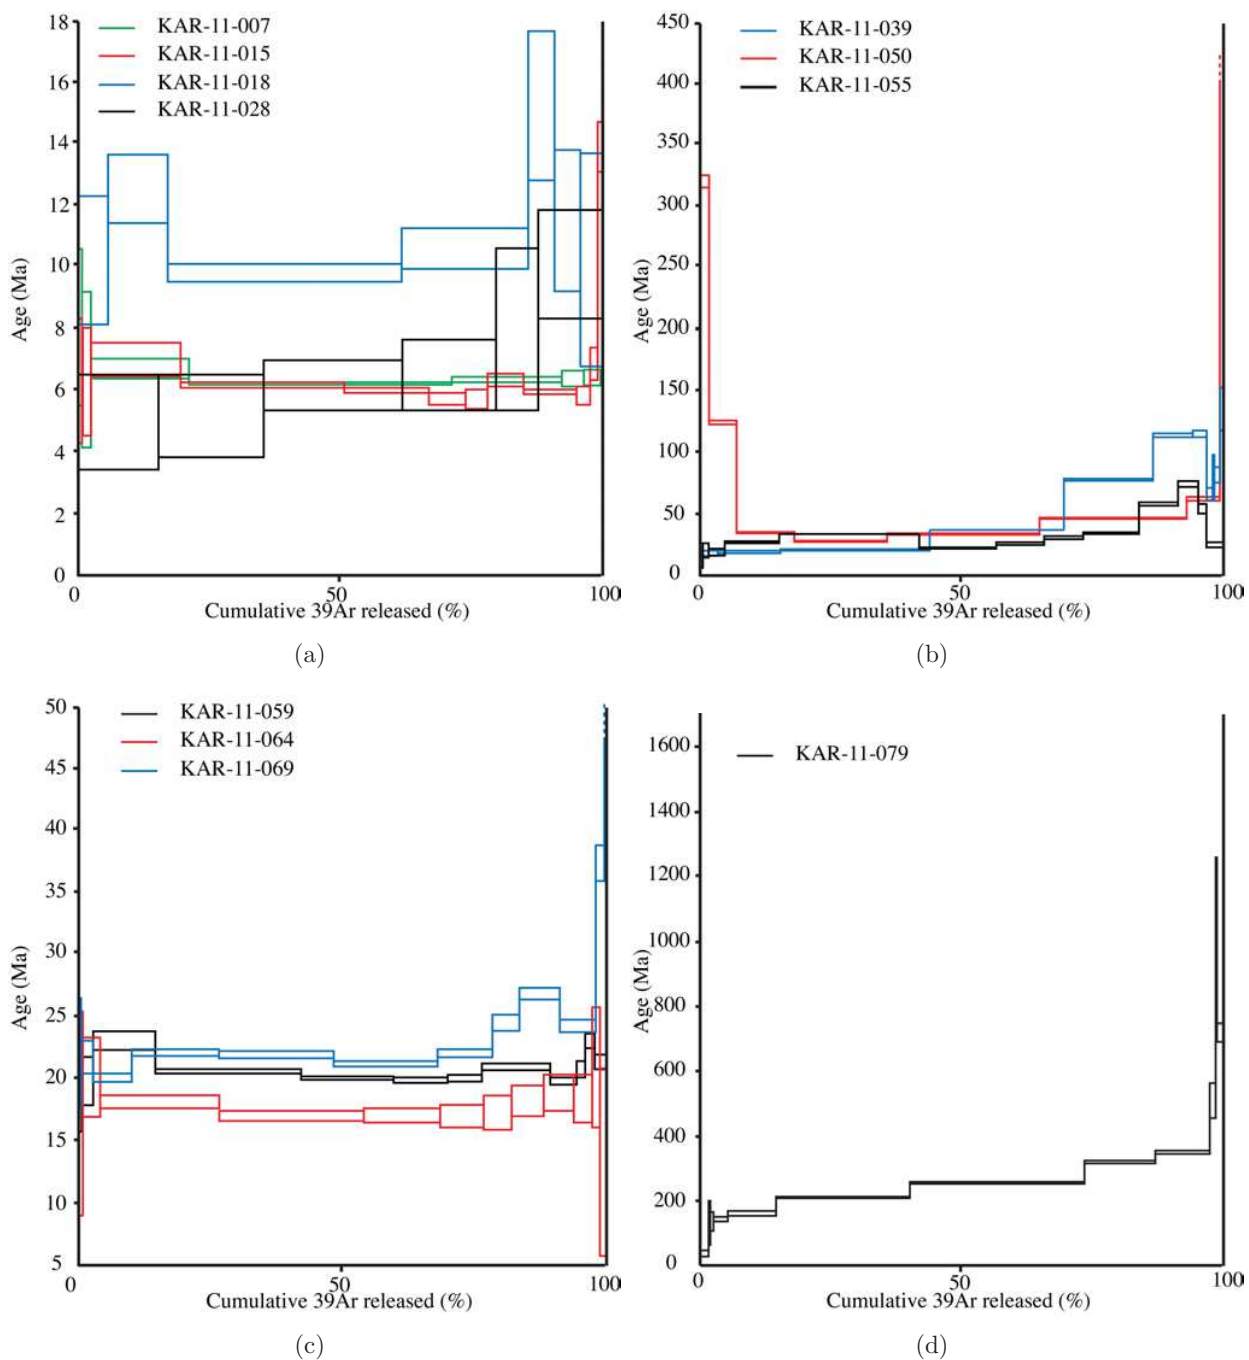 18
16
14
12
10
8
6
4
2
0
Age (Ma)
KAR-11-007
KAR-11-015
KAR-11-018
KAR-11-028
0
50
100
Cumulative 39Ar released (%)
(a)
450
400
350
300
250
200
150
100
50
0
Age (Ma)
KAR-11-039
KAR-11-050
KAR-11-055
0
50
100
Cumulative 39Ar released (%)
(b)
50
45
40
35
30
25
20
15
10
5
Age (Ma)
KAR-11-059
KAR-11-064
KAR-11-069
0
50
100
Cumulative 39Ar released (%)
(c)
1600
1400
1200
1000
800
600
400
200
0
Age (Ma)
KAR-11-079
0
50
100
Cumulative 39Ar released (%)
(d)